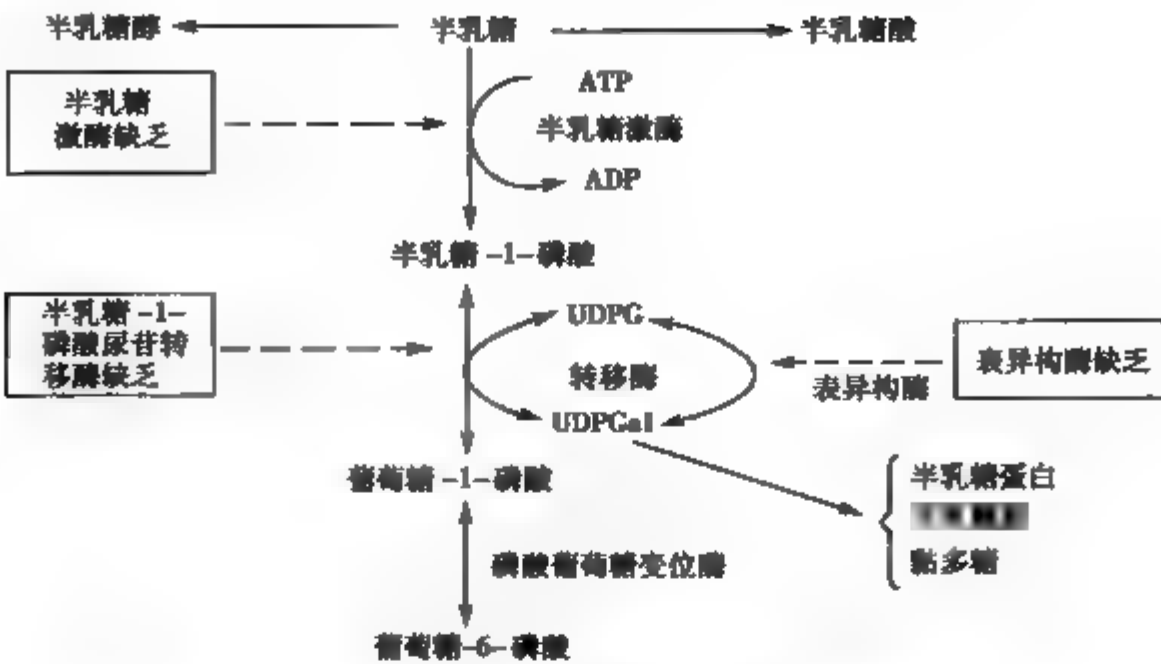 半乳糖醇
半乳糖
半乳糖酸
半乳糖
激酶缺乏
ATP
半乳糖激酶
ADP
半乳糖-1-磷酸
半乳糖-1-
磷酸尿苷转
移酶缺乏
UDPG
转移酶
UDPGal
表异构酶
表异构酶缺乏
葡萄糖-1-磷酸
半乳糖蛋白
黏多糖
磷酸葡萄糖变位酶
葡萄糖-6-磷酸